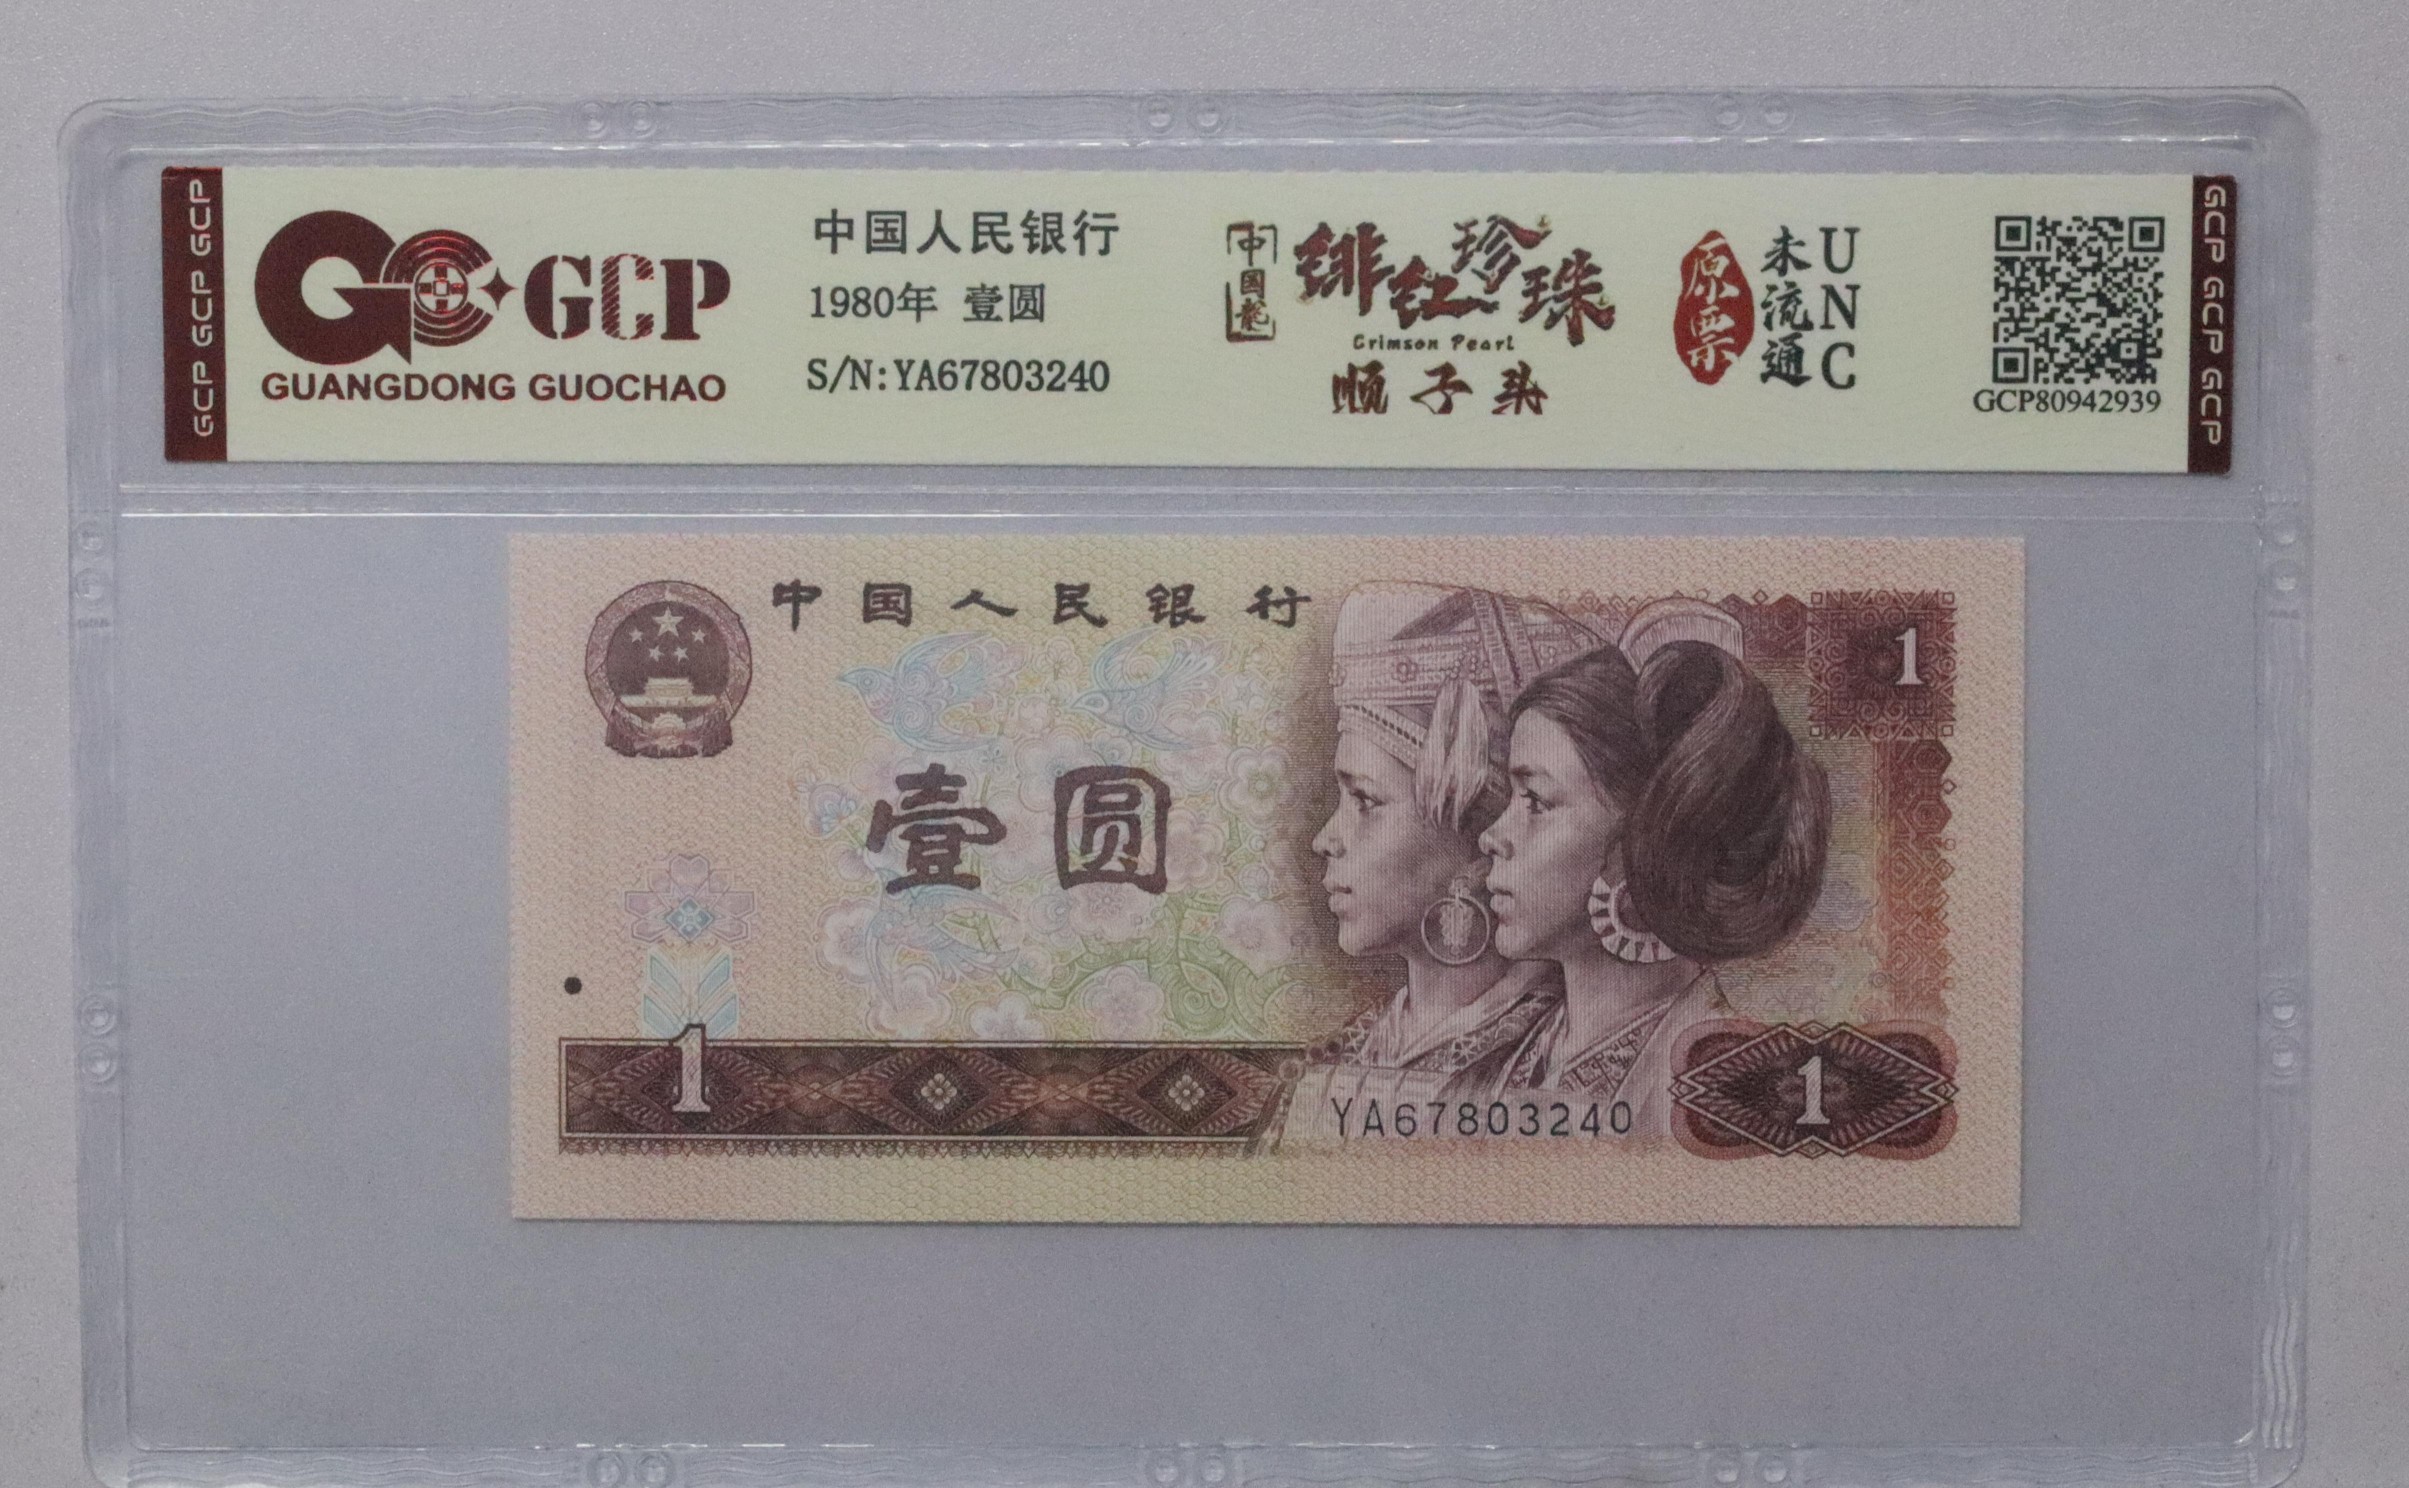 GCP GCP GCP
GCP
GUANGDONG GUOCHAO
中国人民银行
1980年 壹圆
S/N:YA67803240
中国龙
绯红珍珠
Crimson Pearl
顺子头
原票
未流通
UNC
GCP80942939
GCP GCP GCP
中国人民银行
1
壹圆
1
YA67803240
1